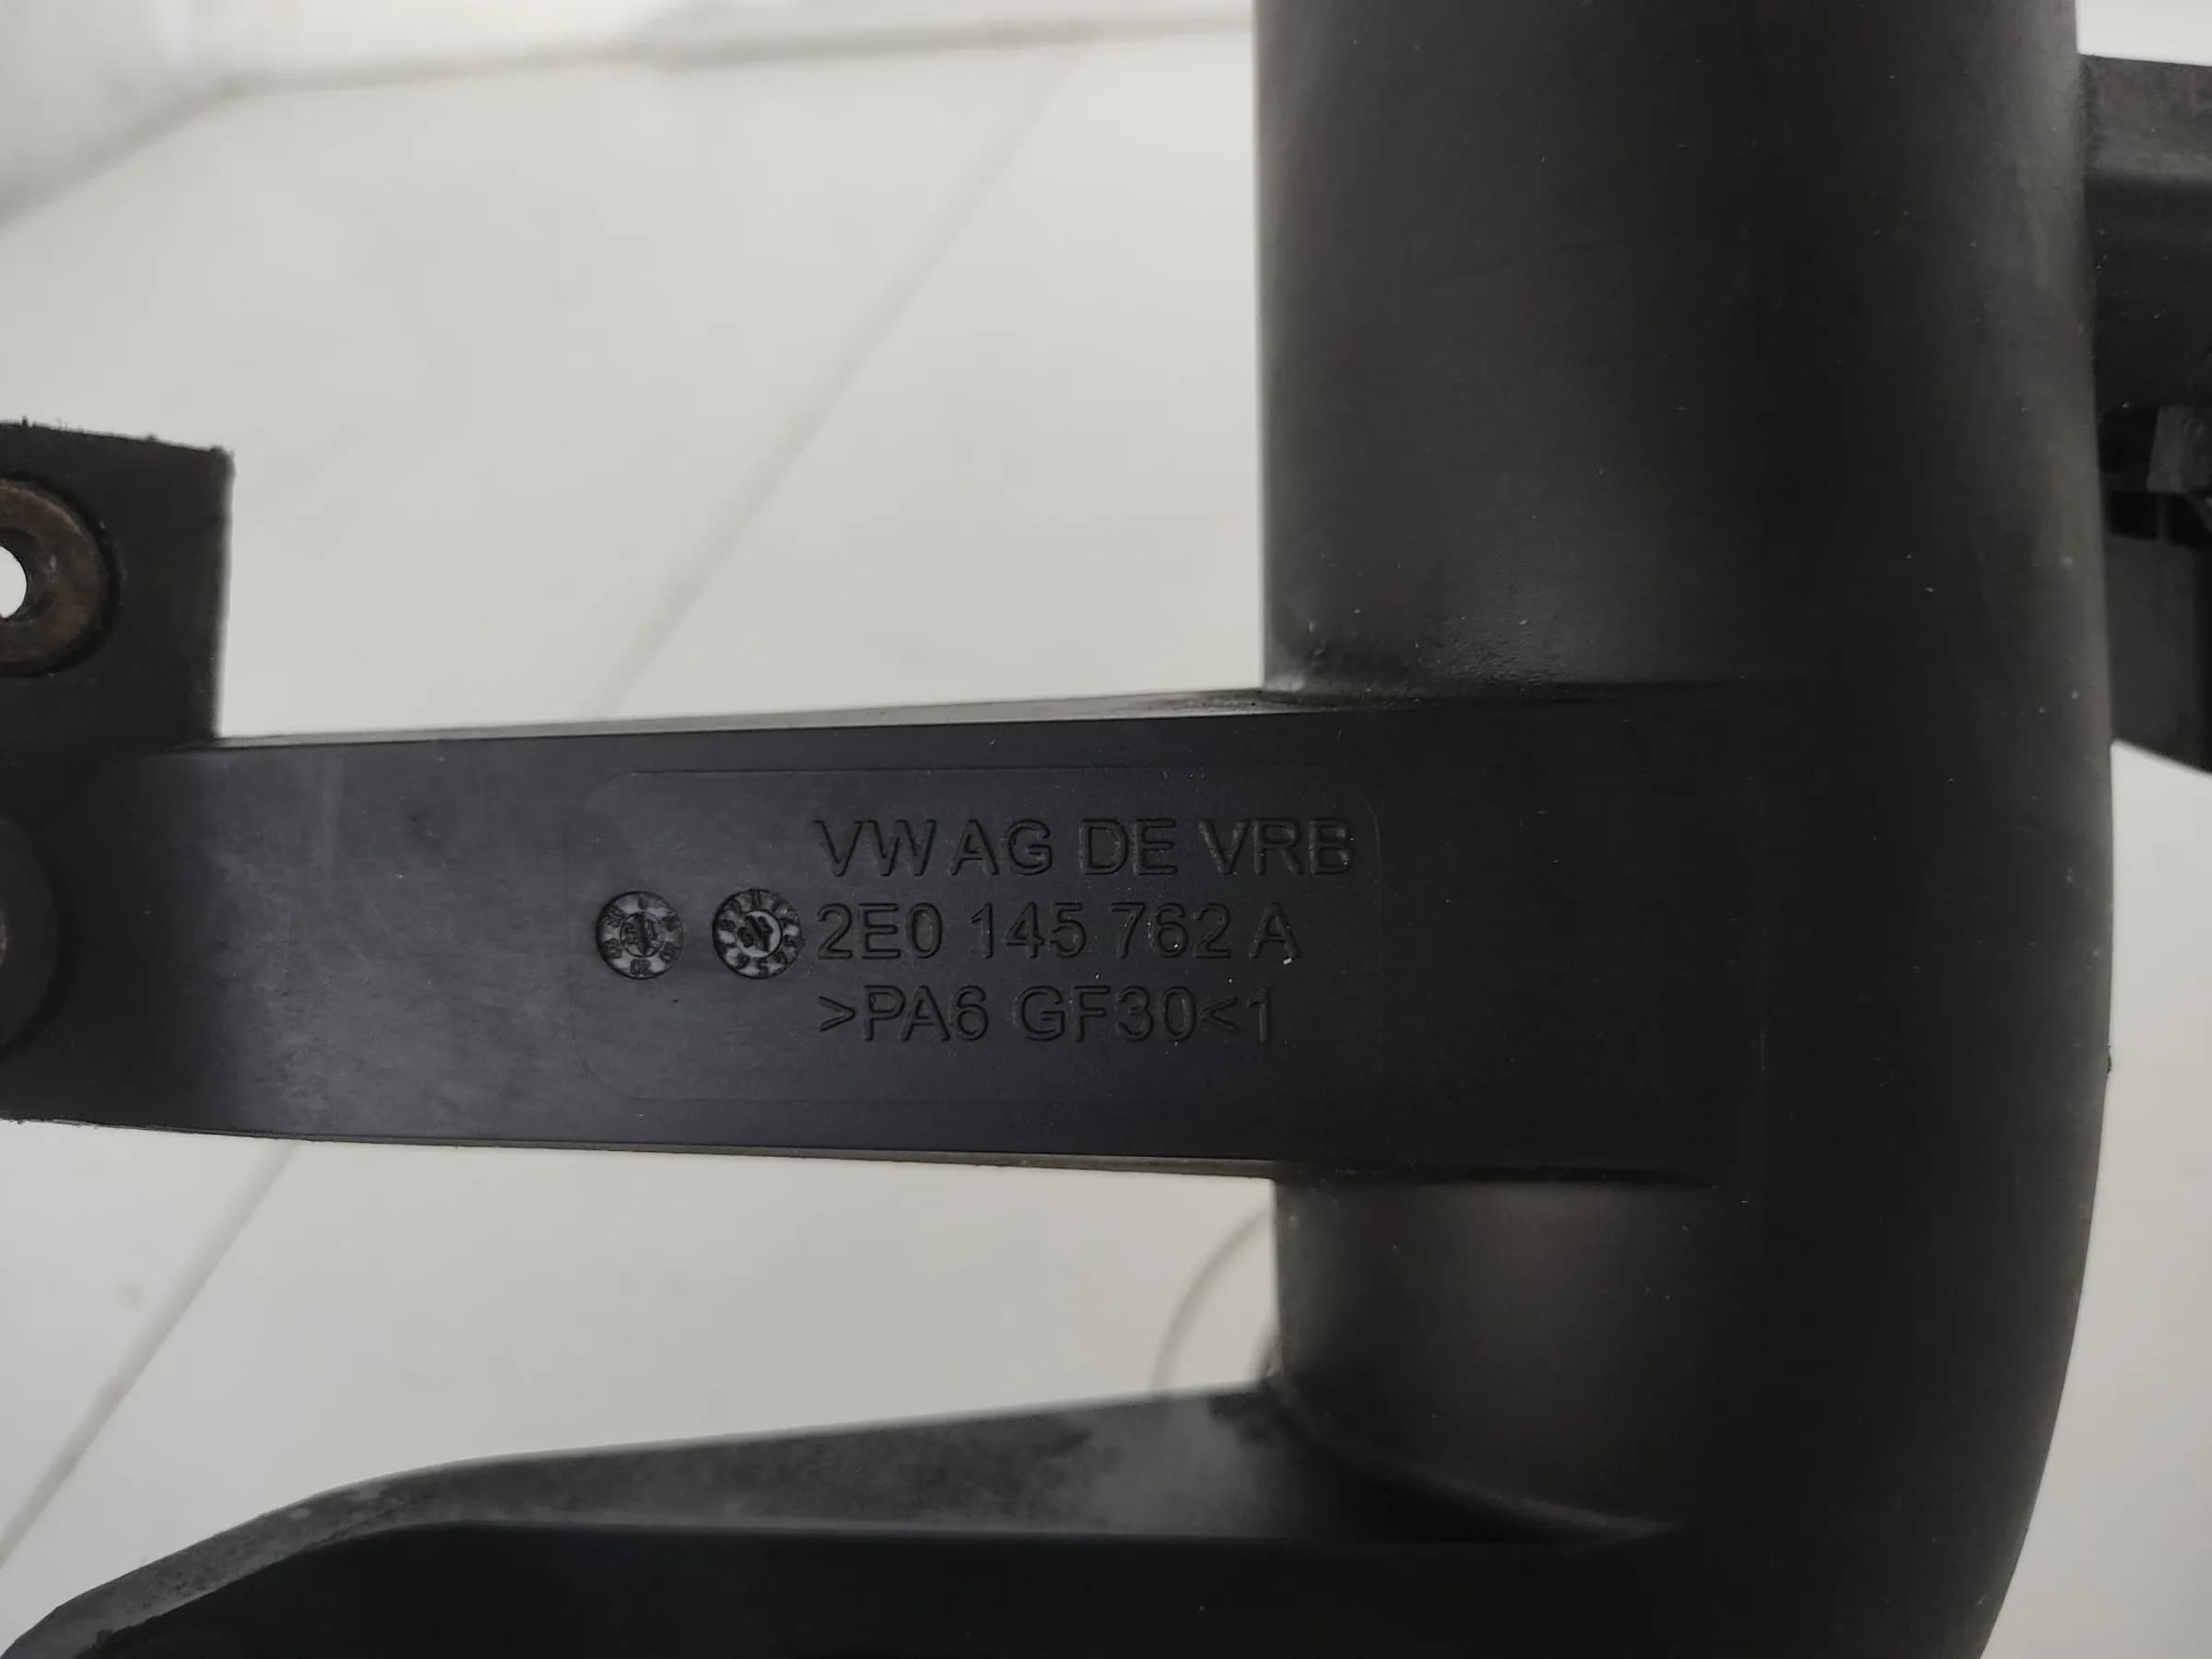 VW AG DE VRB
2E0 145 762 A
>PA6 GF30<1